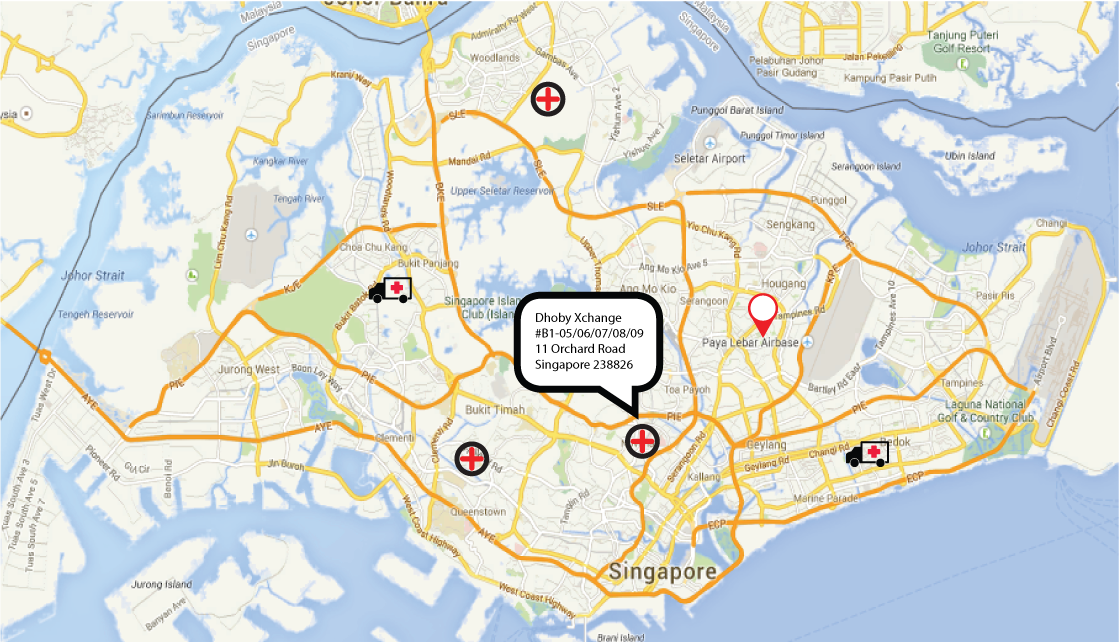 Johor Bahru
Malaysia
Singapore
Admiralty Rd West
Woodlands
Gambas Ave
Malaysia
Singapore
Tanjung Puteri
Golf Resort
Jalan Pekeliling
Pelabuhan Johor
Pasir Gudang
Kampung Pasir Putih
Kranji Way
Sarimbun Reservoir
SLE
Yishun Ave 2
Yishun Ave 1
Punggol Barat Island
Punggol Timor Island
Seletar Airport
Serangoon Island
Ubin Island
Kangkar River
Mandai Rd
SLE
Tengah River
Woodlands Rd
BKE
Upper Seletar Reservoir
SLE
Punggol
Lim Chu Kang Rd
Sengkang
Yio Chu Kang Rd
TPE
Changi
Johor Strait
Choa Chu Kang
Bukit Panjang
Ang Mo Kio Ave 5
KPE
Johor Strait
Tengeh Reservoir
KJE
Hougang
Ang Mo Kio
Serangoon
Pasir Ris
Singapore Island
Tampines Rd
Tampines Ave 10
Dhoby Xchange
#B1-05/06/07/08/09
11 Orchard Road
Singapore 238826
Paya Lebar Airbase
Airport Blvd
Changi Coast Rd
Jurong West
Boon Lay Way
PIE
PIE
Toa Payoh
Bartley Rd East
Tampines
Tuas West Dr
AYE
Bukit Timah
PIE
PIE
Laguna National
Golf & Country Club
AYE
Clementi
Clementi Rd
Geylang
Bedok
Changi Rd
Geylang Rd
Serangoon Rd
Kallang
ECP
Pioneer Rd
Gul Cir
Benoi Rd
Jln Buroh
Marine Parade
Tuas South Ave 3
Tuas South Ave 5
Tuas South Ave 7
Queenstown
West Coast Highway
AYE
ECP
Singapore
Jurong Island
Banyan Ave
West Coast Highway
Brani Island